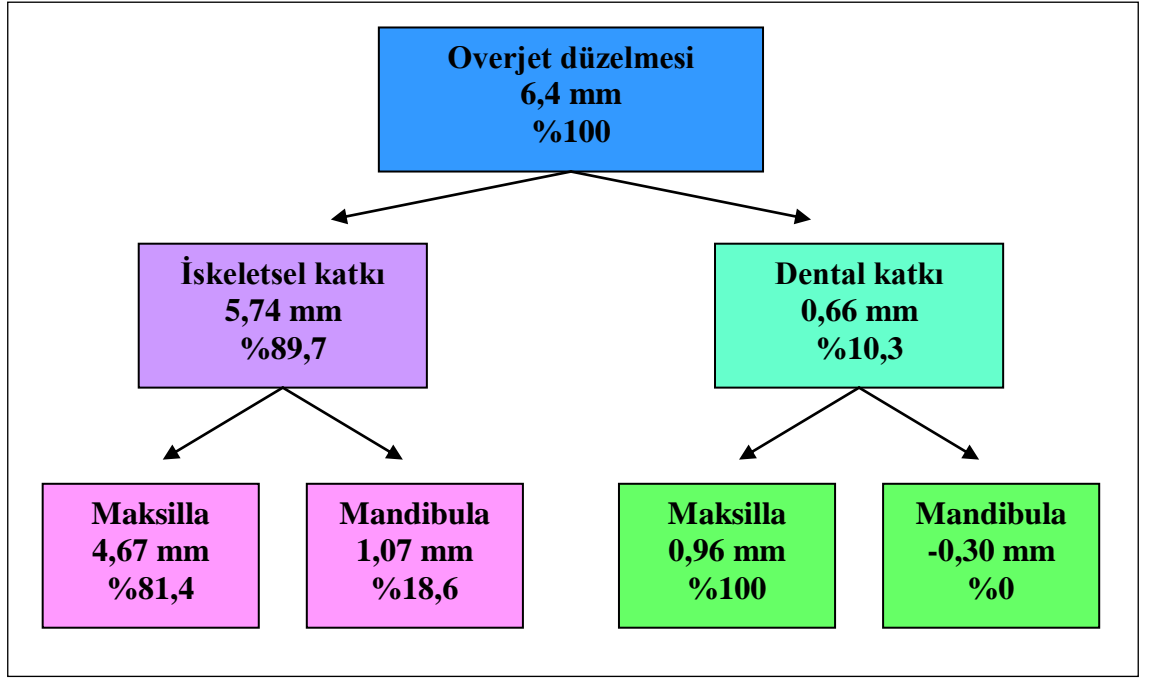 Overjet düzelmesi
6,4 mm
%100
İskeletsel katkı
5,74 mm
%89,7
Dental katkı
0,66 mm
%10,3
Maksilla
4,67 mm
%81,4
Mandibula
1,07 mm
%18,6
Maksilla
0,96 mm
%100
Mandibula
-0,30 mm
%0